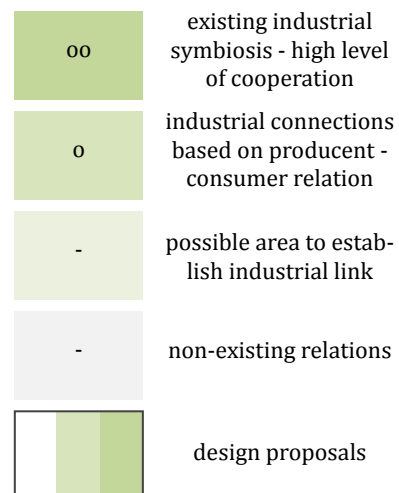 oo
existing industrial
symbiosis - high level
of cooperation
o
industrial connections
based on producent -
consumer relation
-
possible area to estab-
lish industrial link
-
non-existing relations
design proposals